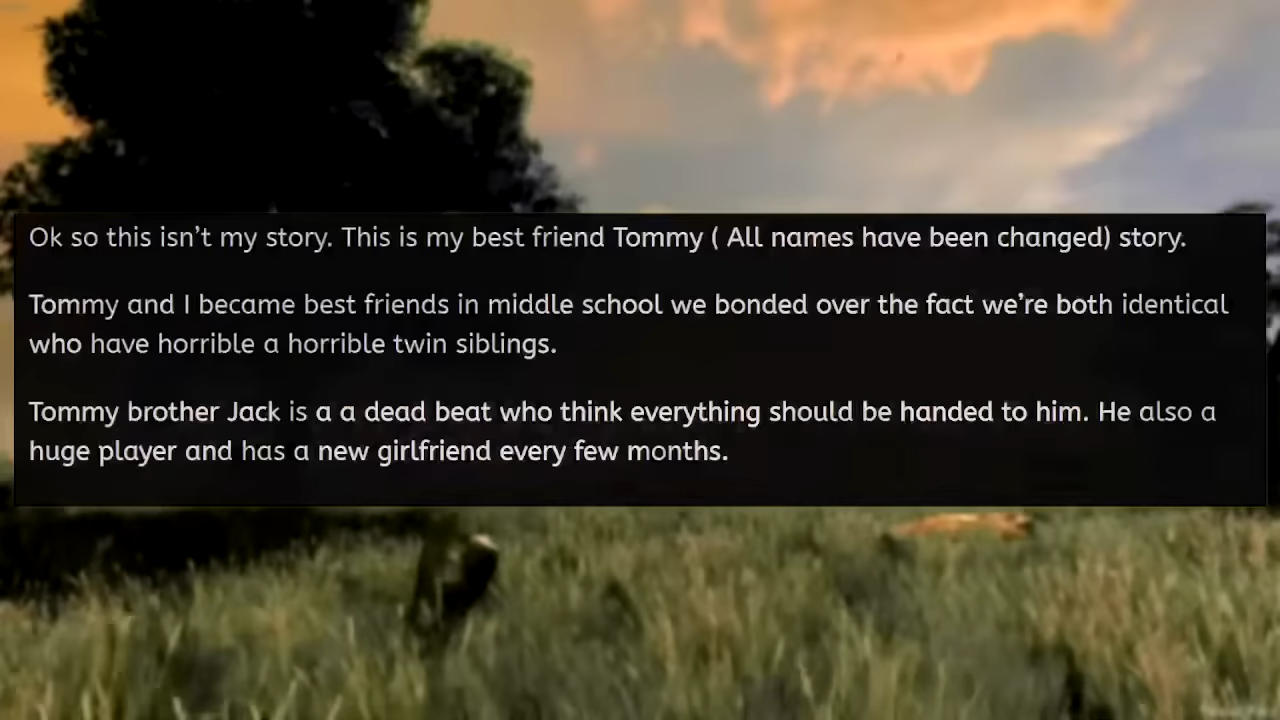 Ok so this isn't my story. This is my best friend Tommy ( All names have been changed) story.
Tommy and I became best friends in middle school we bonded over the fact we're both identical
who have horrible a horrible twin siblings.
Tommy brother Jack is a a dead beat who think everything should be handed to him. He also a
huge player and has a new girlfriend every few months.